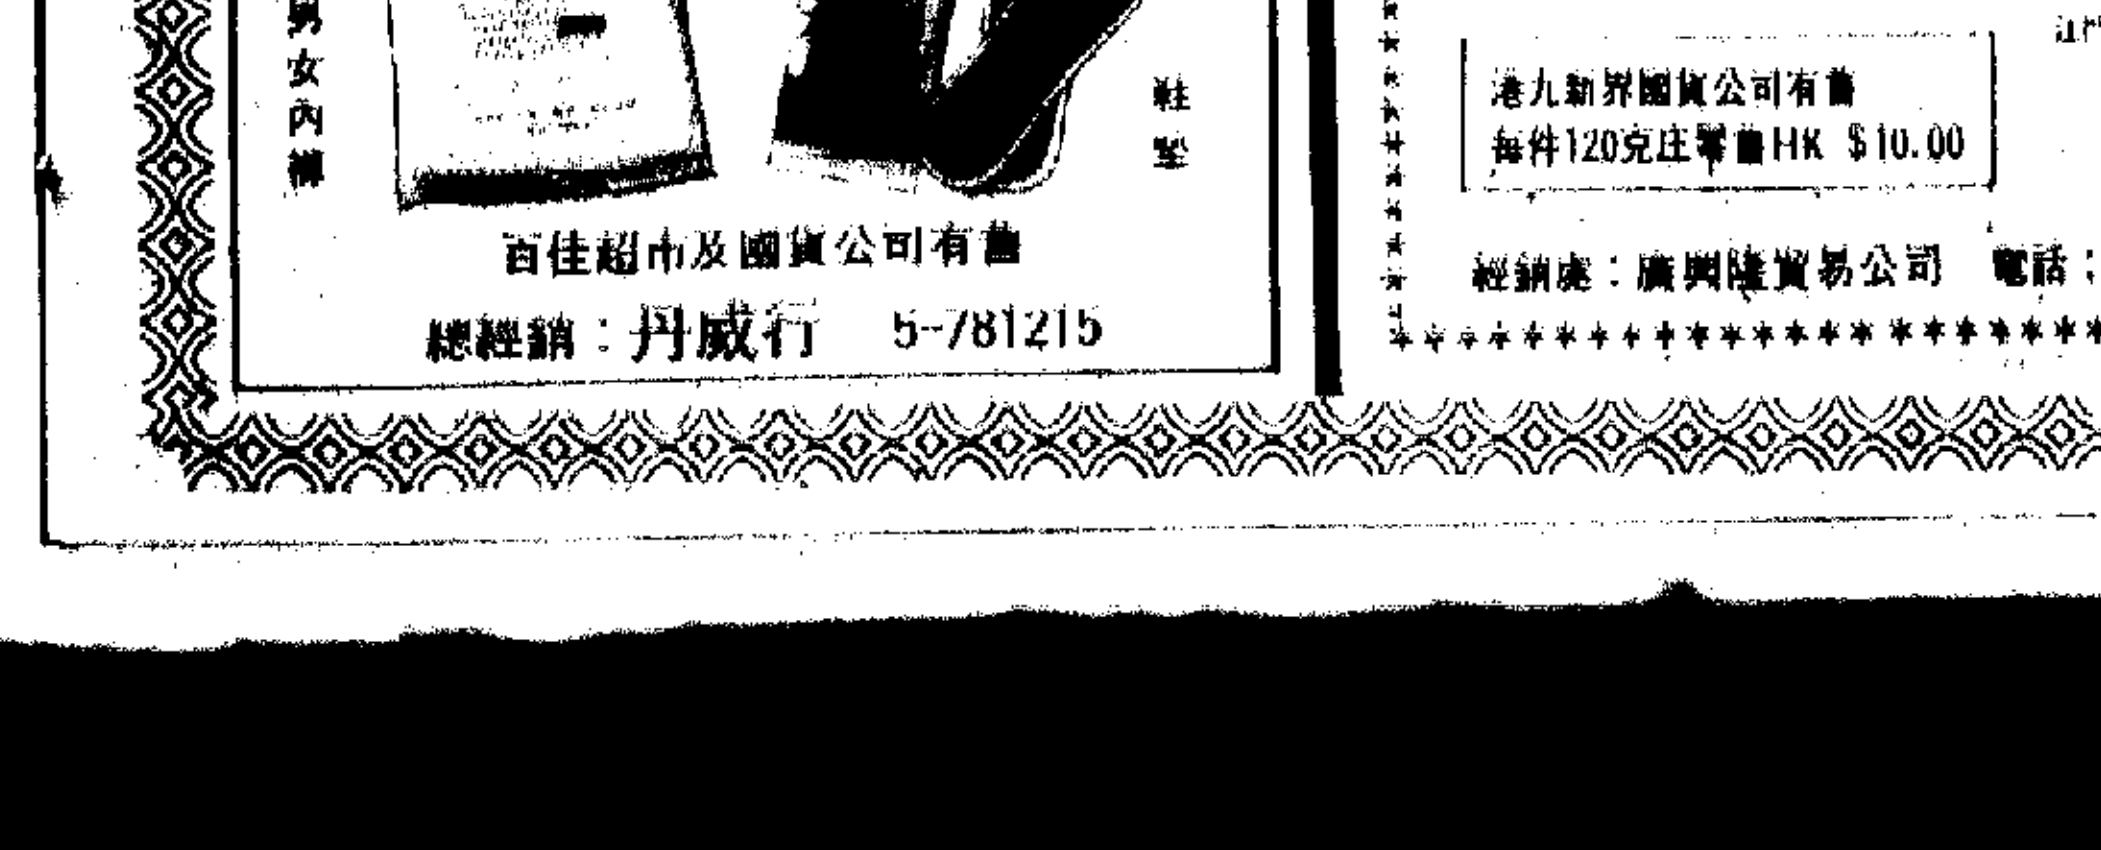 男女內褲
鞋墊
百佳超市及國貨公司有售
總經銷：丹威行 5-781215
港九新界國貨公司有售
每件120克庄零售HK $10.00
經銷處：廣興隆貿易公司 電話：